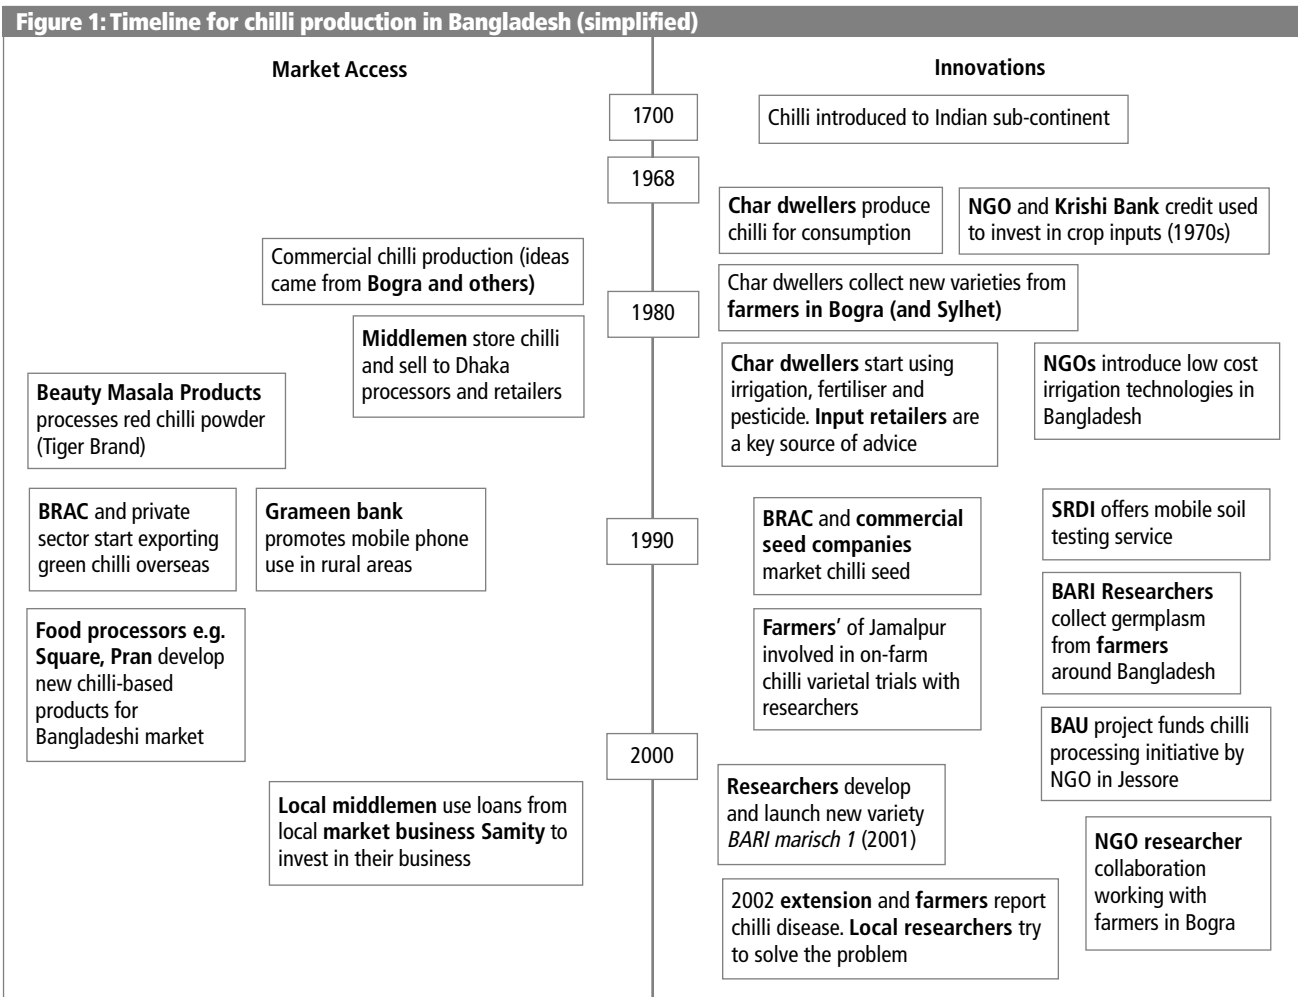 Figure 1: Timeline for chilli production in Bangladesh (simplified)
Market Access
Innovations
1700
Chilli introduced to Indian sub-continent
1968
Char dwellers produce
chilli for consumption
NGO and Krishi Bank credit used
to invest in crop inputs (1970s)
Commercial chilli production (ideas
came from Bogra and others)
Char dwellers collect new varieties from
farmers in Bogra (and Sylhet)
1980
Middlemen store chilli
and sell to Dhaka
processors and retailers
Char dwellers start using
irrigation, fertiliser and
pesticide. Input retailers are
a key source of advice
NGOs introduce low cost
irrigation technologies in
Bangladesh
Beauty Masala Products
processes red chilli powder
(Tiger Brand)
BRAC and private
sector start exporting
green chilli overseas
Grameen bank
promotes mobile phone
use in rural areas
1990
BRAC and commercial
seed companies
market chilli seed
SRDI offers mobile soil
testing service
BARI Researchers
collect germplasm
from farmers
around Bangladesh
Food processors e.g.
Square, Pran develop
new chilli-based
products for
Bangladeshi market
Farmers' of Jamalpur
involved in on-farm
chilli varietal trials with
researchers
BAU project funds chilli
processing initiative by
NGO in Jessore
2000
Local middlemen use loans from
local market business Samity to
invest in their business
Researchers develop
and launch new variety
BARI marisch 1 (2001)
NGO researcher
collaboration
working with
farmers in Bogra
2002 extension and farmers report
chilli disease. Local researchers try
to solve the problem